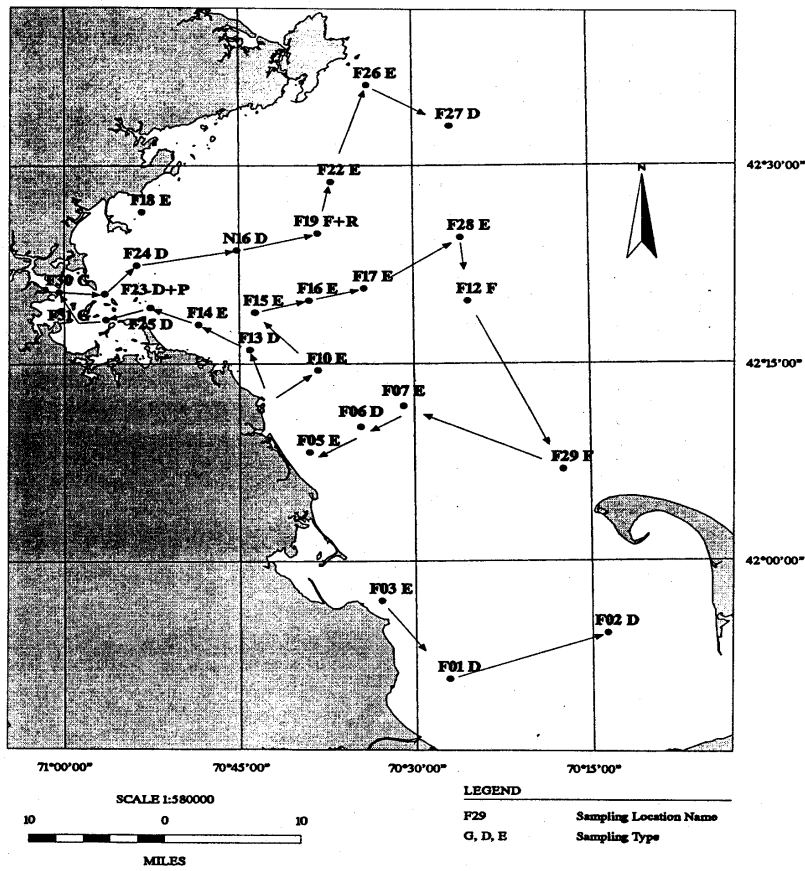 F26 E
F27 D
42°30'00"
F22 E
N
F18 E
F19 F+R
F28 E
N16 D
F24 D
F30 G
F23 D+P
F17 E
F16 E
F12 F
F15 E
F14 E
F31 G
F25 D
F13 D
F10 E
42°15'00"
F07 E
F06 D
F05 E
F29 F
42°00'00"
F03 E
F02 D
F01 D
71°00'00"
70°45'00"
70°30'00"
70°15'00"
SCALE 1:580000
10 0 10
MILES
LEGEND
F29 Sampling Location Name
G, D, E Sampling Type